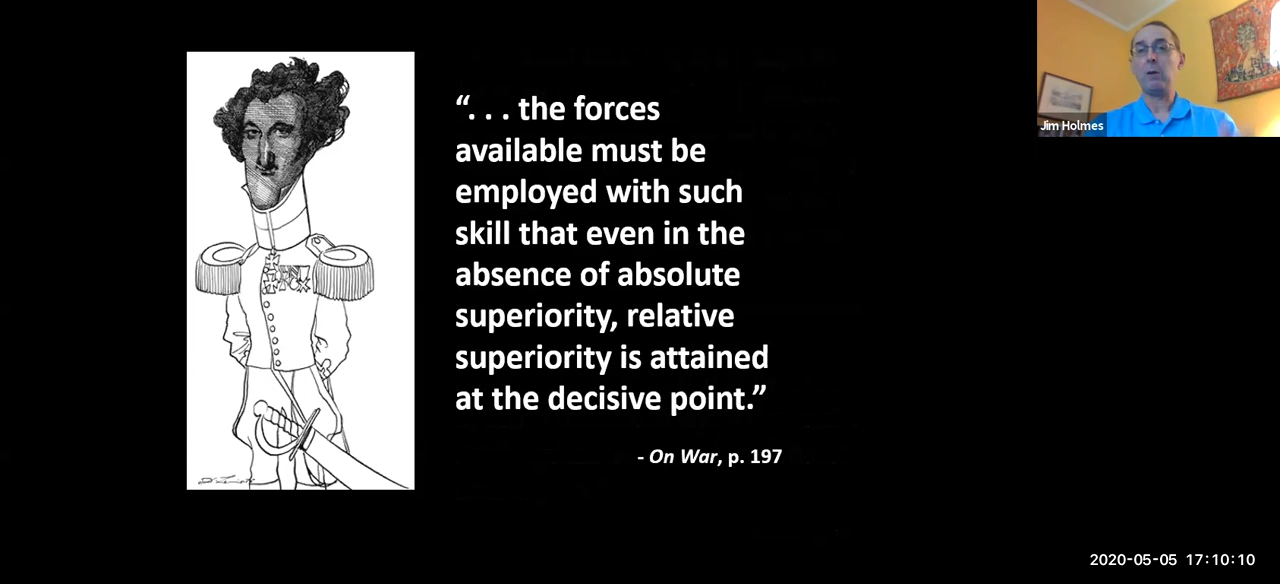 “. . . the forces
available must be
employed with such
skill that even in the
absence of absolute
superiority, relative
superiority is attained
at the decisive point.”
- On War, p. 197
Jim Holmes
2020-05-05 17:10:10